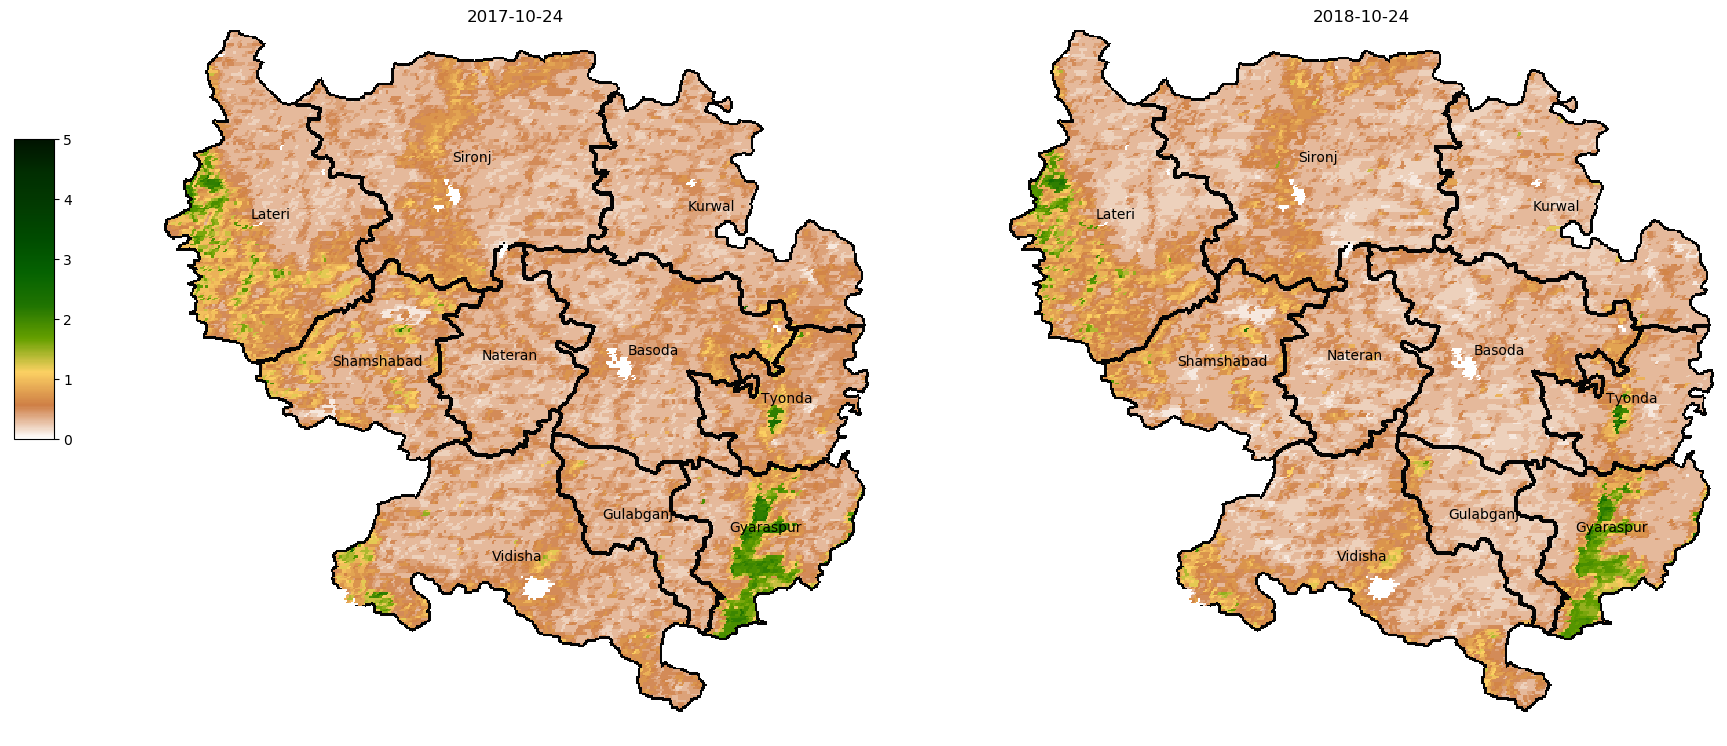 2017-10-24
2018-10-24
5
4
3
2
1
0
Sironj
Kurwal
Lateri
Shamshabad
Nateran
Basoda
Tyonda
Gulabganj
Gyaraspur
Vidisha
Sironj
Kurwal
Lateri
Shamshabad
Nateran
Basoda
Tyonda
Gulabganj
Gyaraspur
Vidisha